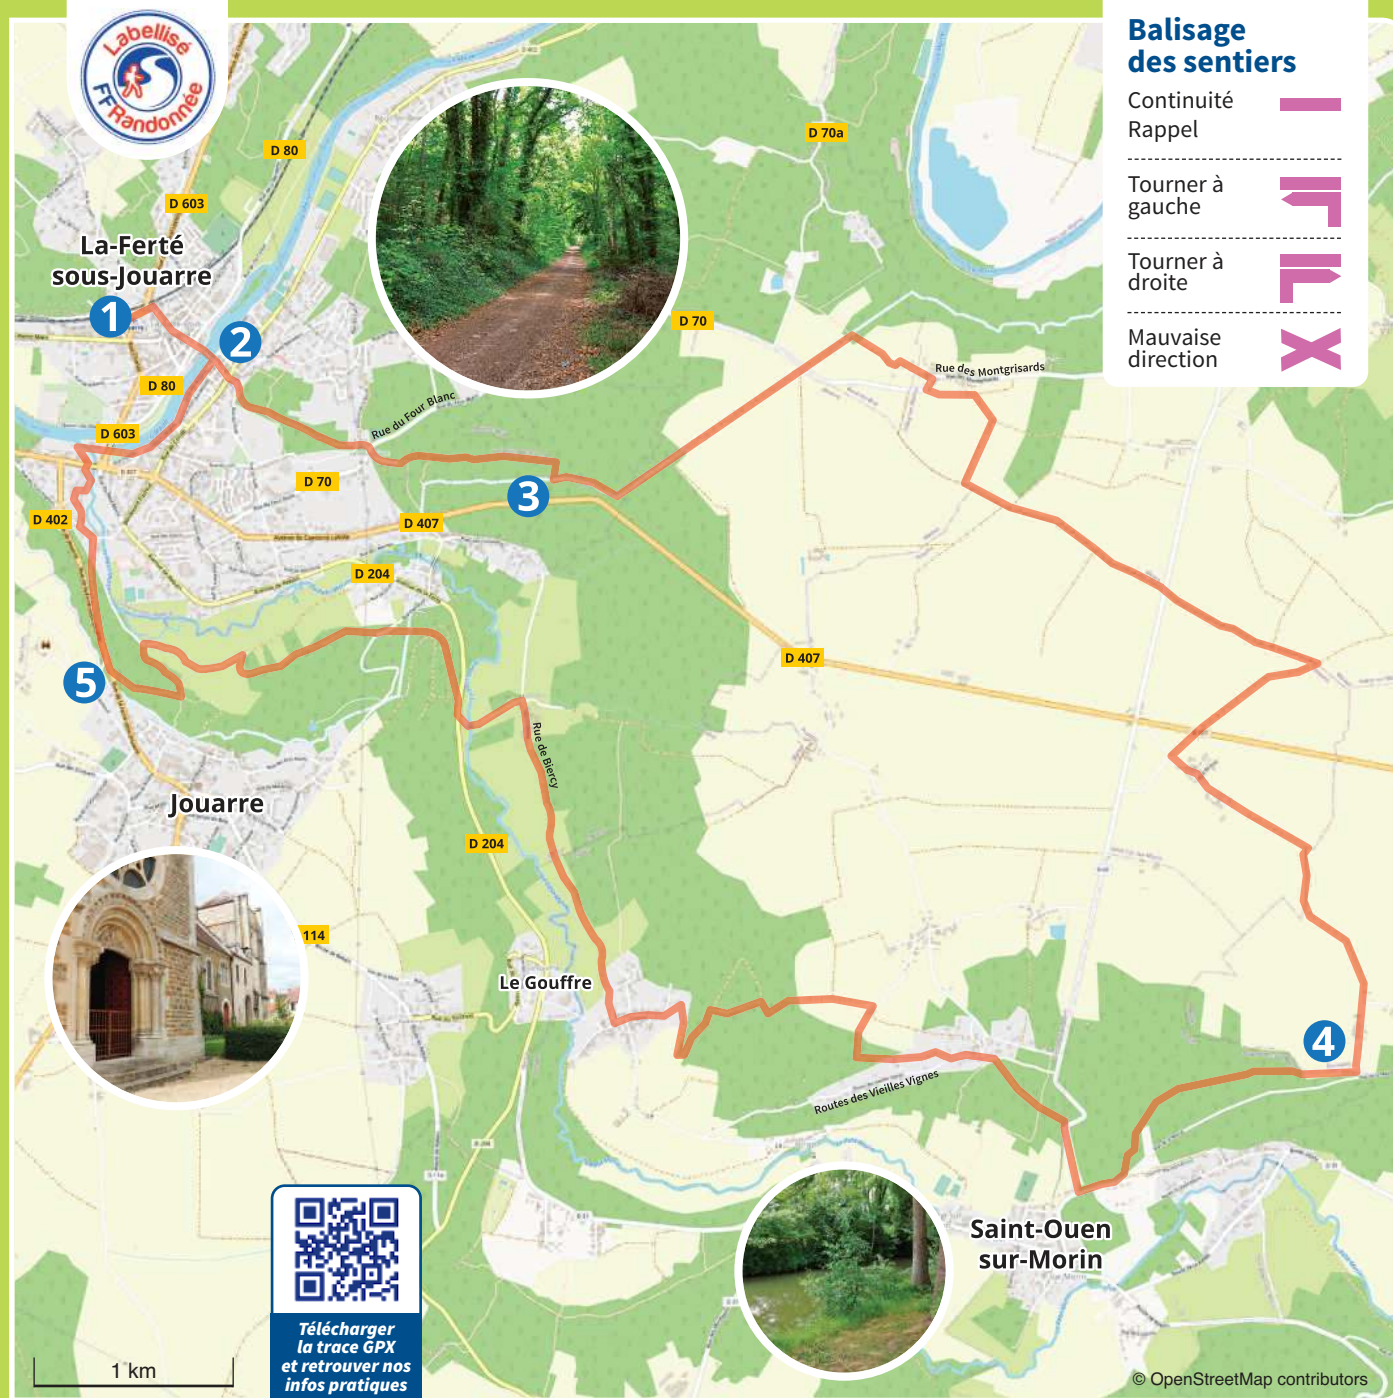 Labellisé
FFRandonnée
Balisage
des sentiers
Continuité
Rappel
Tourner à
gauche
Tourner à
droite
Mauvaise
direction
D 70a
D 80
D 603
La-Ferté
sous-Jouarre
1
2
D 70
Rue des Montgrisards
D 80
Rue du Four Blanc
D 603
D 70
3
D 402
D 407
D 204
D 407
5
Rue de Biercy
Jouarre
D 204
114
Le Gouffre
4
Routes des Vieilles Vignes
Saint-Ouen
sur-Morin
Télécharger
la trace GPX
et retrouver nos
infos pratiques
1 km
© OpenStreetMap contributors